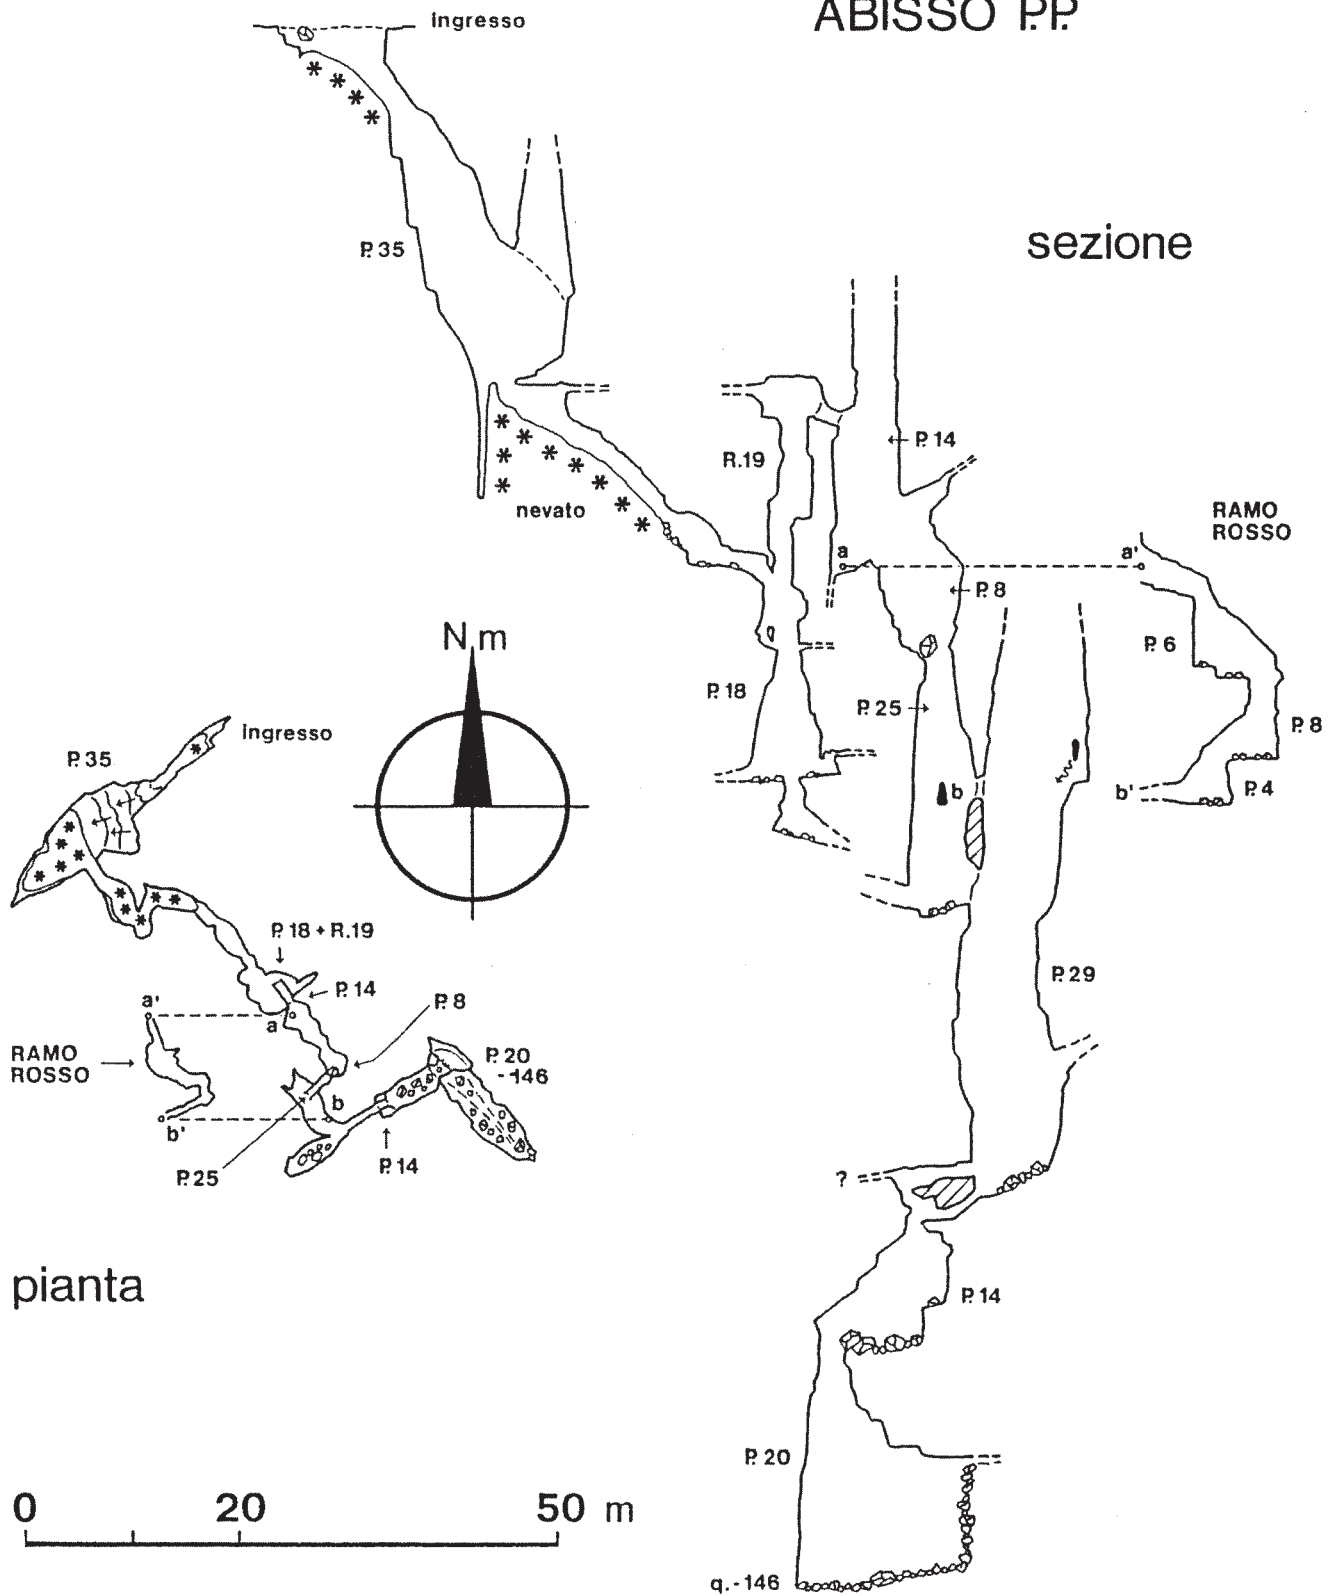 ABISSO P.P.
Ingresso
P. 35
sezione
P. 14
R.19
nevato
RAMO
ROSSO
a
a'
P. 8
N m
P. 6
P. 18
P. 25
P. 8
Ingresso
P. 35
b
b'
P. 4
P. 18 + R.19
P. 29
P. 14
a'
P. 8
a
RAMO
ROSSO
P. 20
- 146
b
b'
P. 14
P. 25
?
pianta
P. 14
P. 20
0 20 50 m
q. - 146